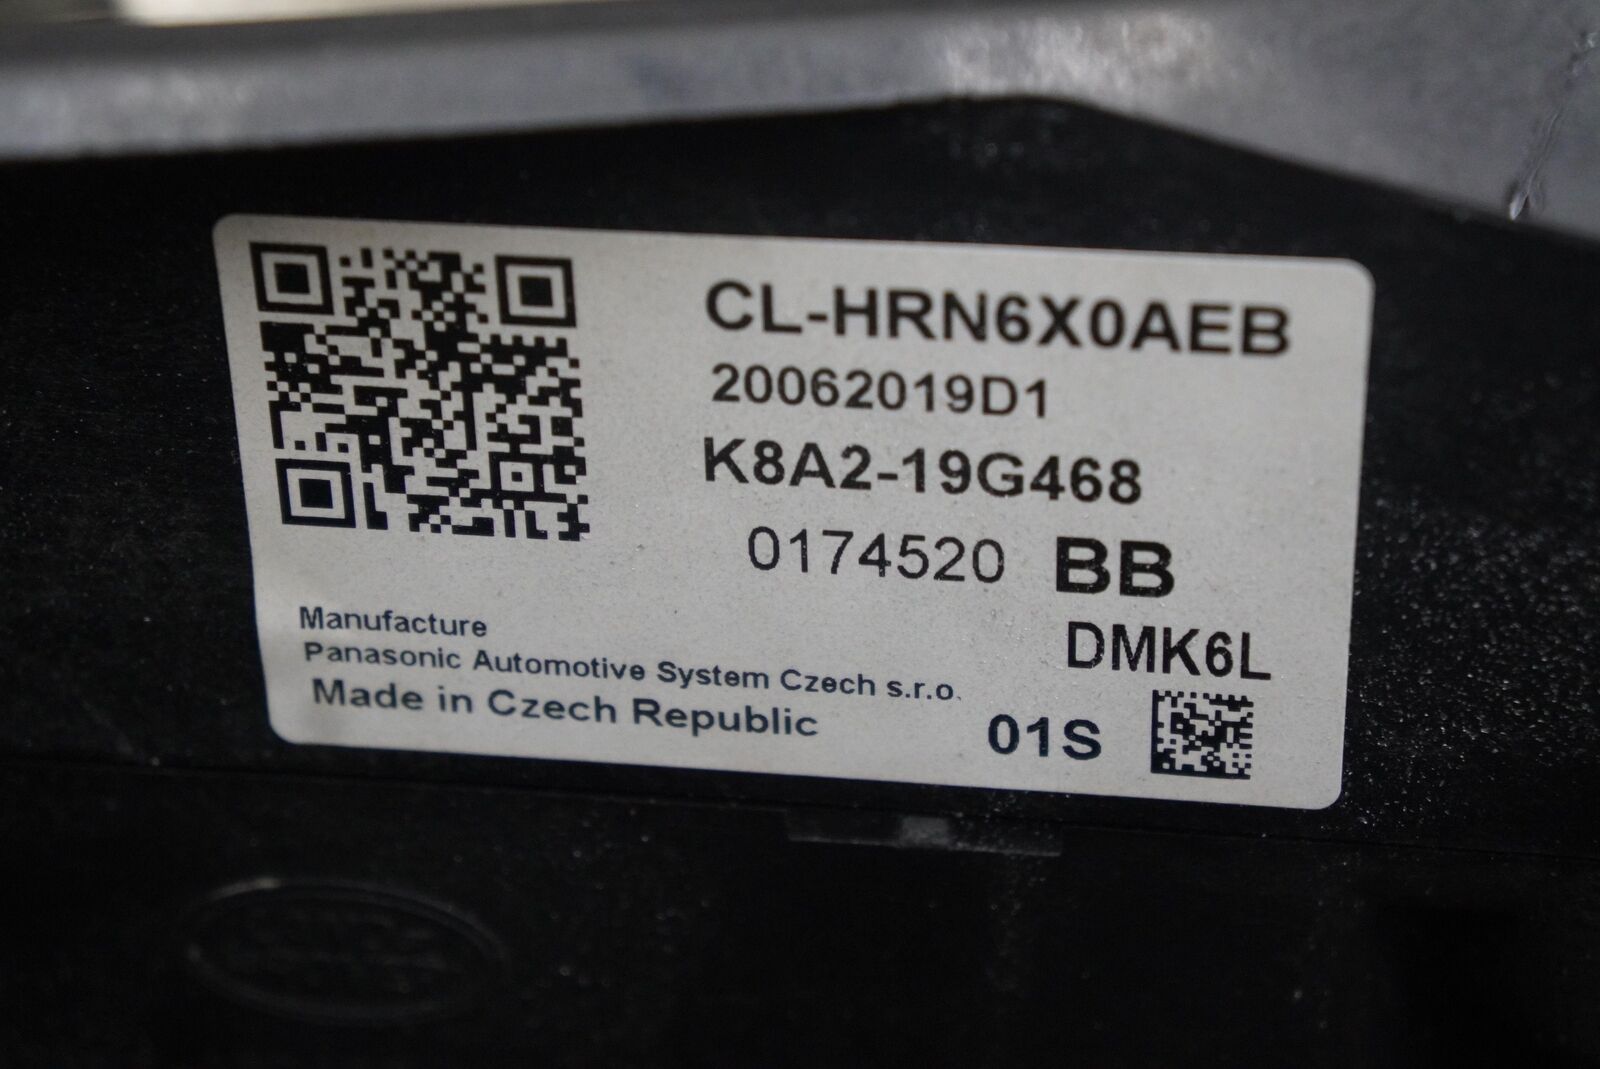 CL-HRN6X0AEB
20062019D1
K8A2-19G468
0174520 BB
DMK6L
Manufacture
Panasonic Automotive System Czech s.r.o.
Made in Czech Republic
01S